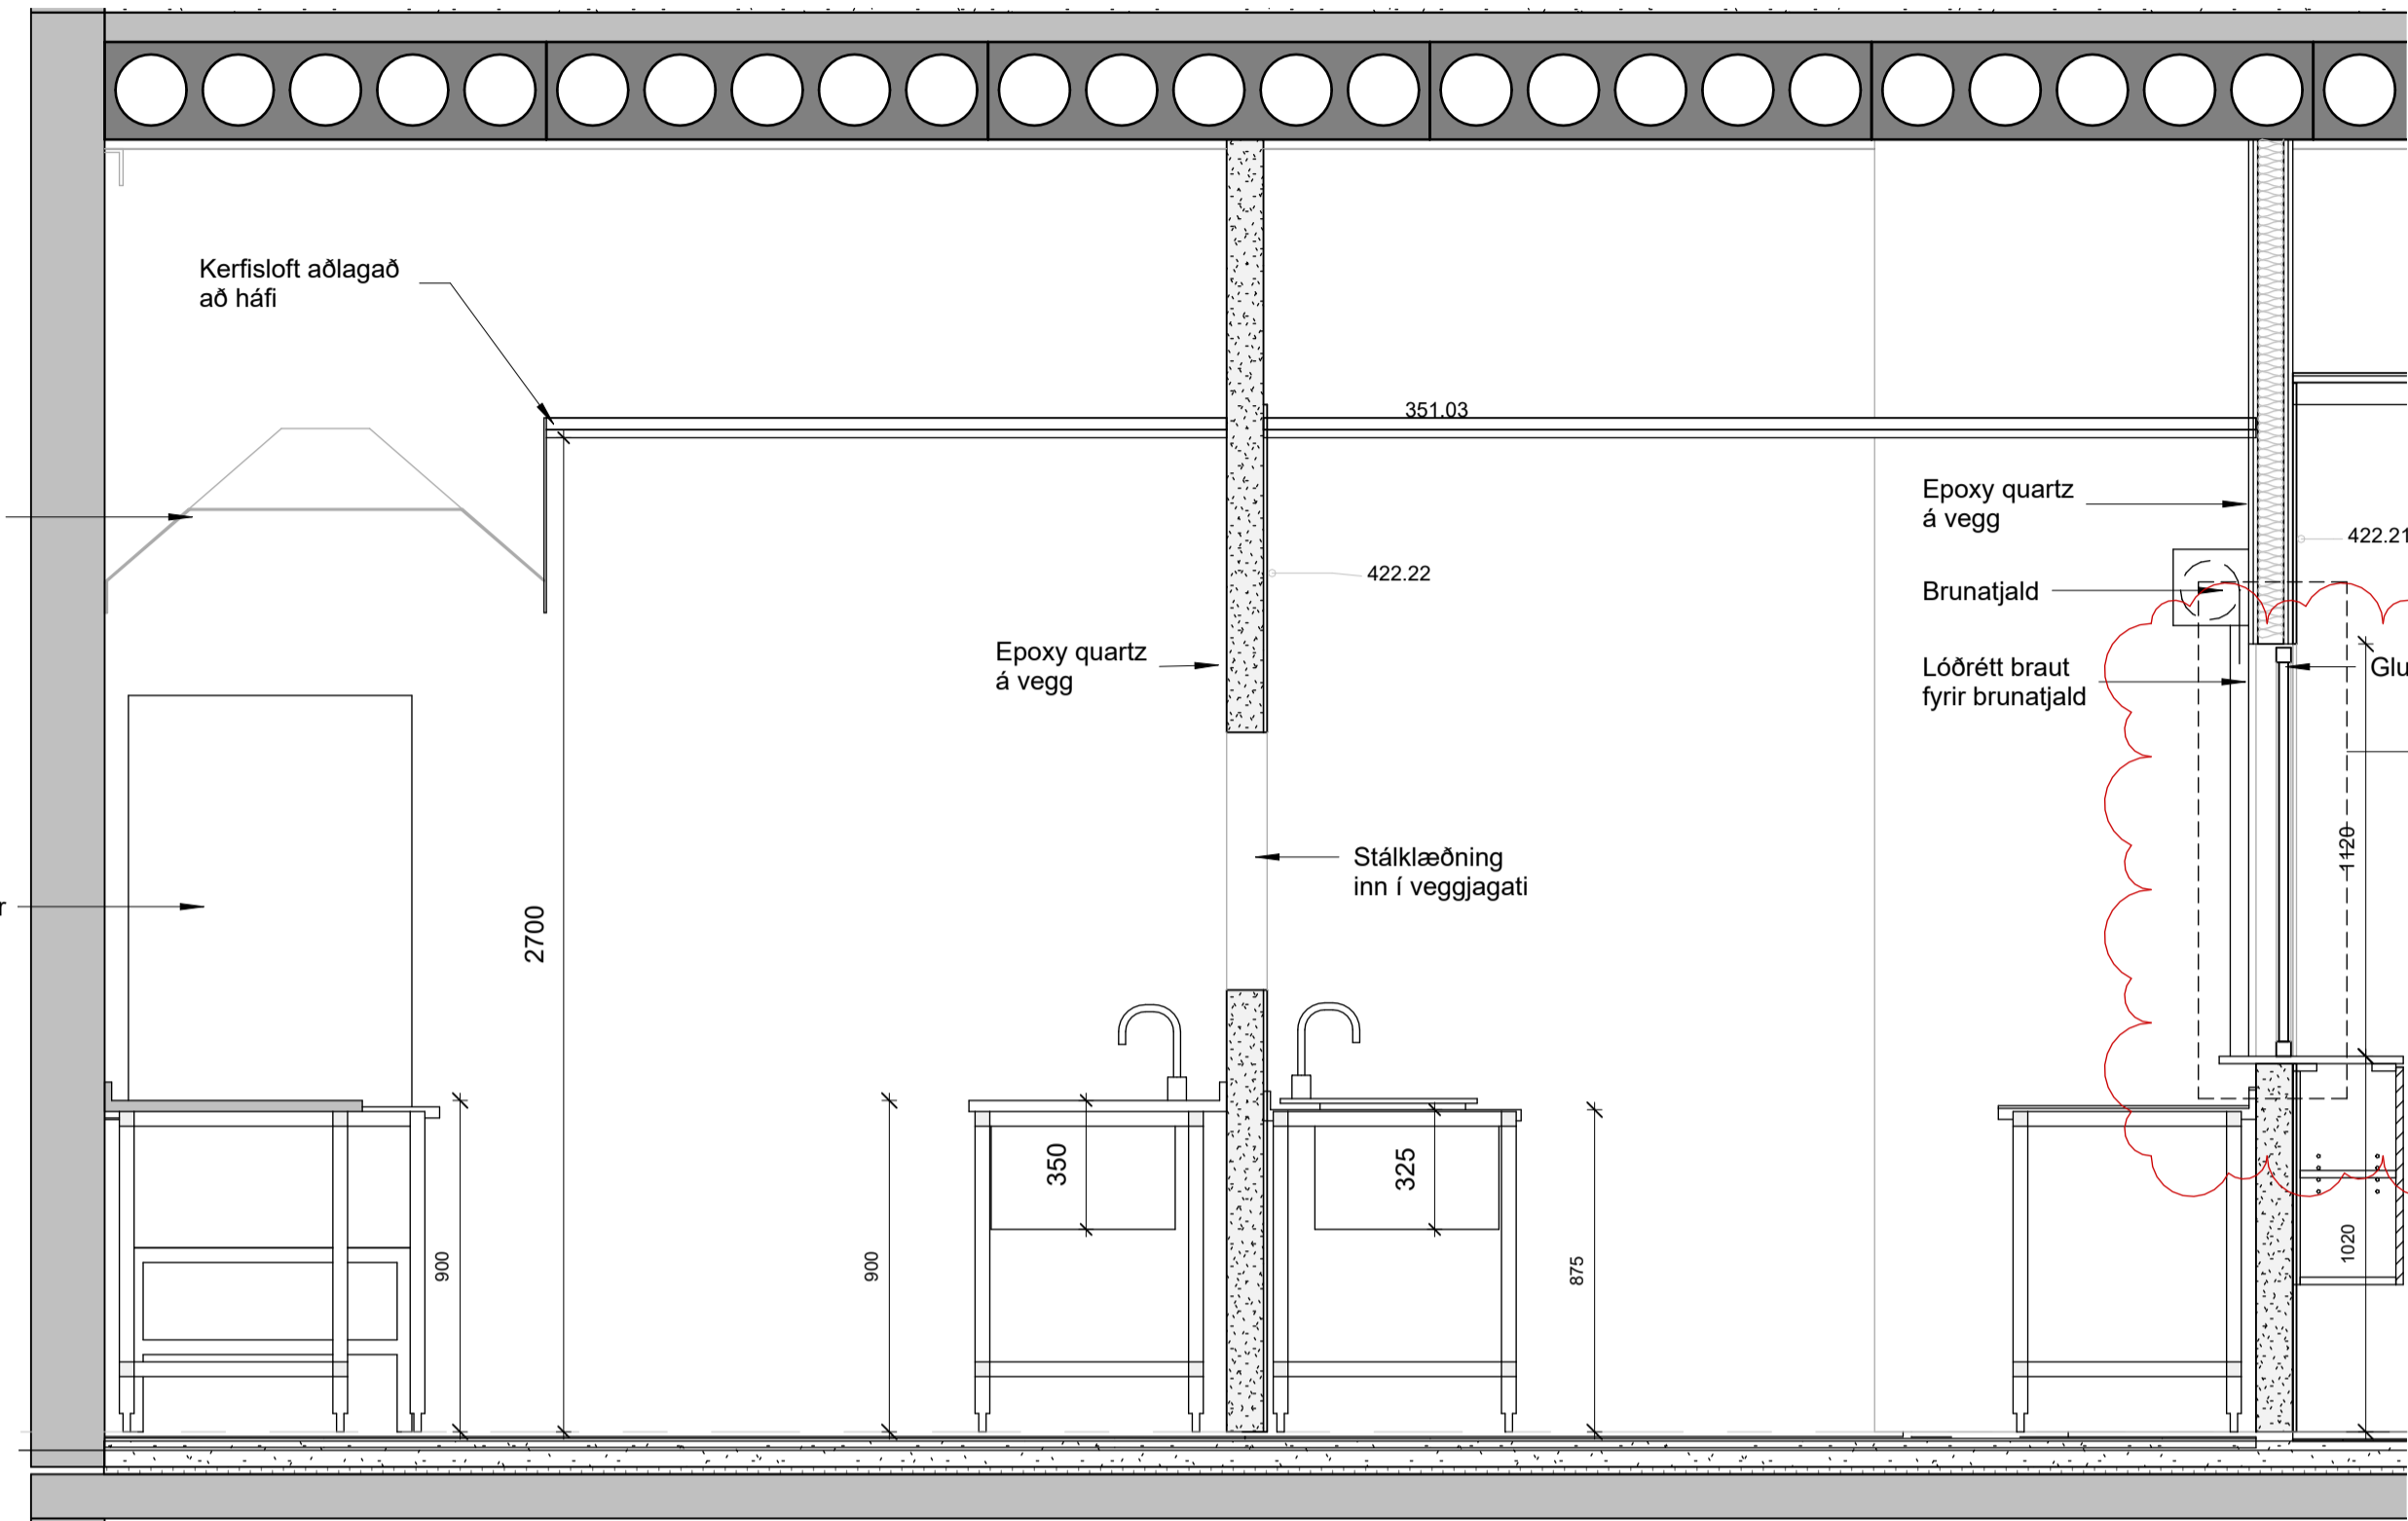 Kerfisloft aðlagað
að háfi
351.03
Epoxy quartz
á vegg
422.21
422.22
Brunatjald
Epoxy quartz
á vegg
Lóðrétt braut
fyrir brunatjald
Glu
1120
Stálklæðning
inn í veggjagati
r
2700
350
325
900
900
875
1020